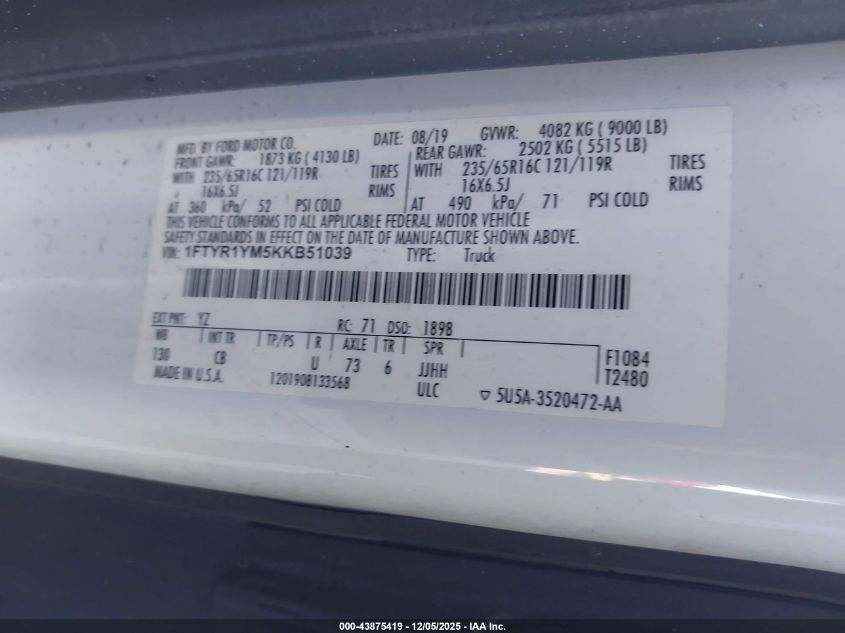 MFD. BY FORD MOTOR CO. DATE: 08/19 GVWR: 4082 KG ( 9000 LB)
FRONT GAWR: 1873 KG ( 4130 LB) REAR GAWR: 2502 KG ( 5515 LB)
WITH 235/65R16C 121/119R TIRES WITH 235/65R16C 121/119R TIRES
16X6.5J RIMS 16X6.5J RIMS
AT 360 kPa/ 52 PSI COLD AT 490 kPa/ 71 PSI COLD
THIS VEHICLE CONFORMS TO ALL APPLICABLE FEDERAL MOTOR VEHICLE
SAFETY STANDARDS IN EFFECT ON THE DATE OF MANUFACTURE SHOWN ABOVE.
VIN: 1FTYR1YM5KKB51039 TYPE: Truck
EXT PNT: YZ RC: 71 DSO: 1898
WB INT TR TP/PS R AXLE TR SPR F1084
130 CB U 73 6 JJHH T2480
MADE IN U.S.A. 1201908133568 ULC 5U5A-3520472-AA
000-43875419 - 12/05/2025 - IAA Inc.